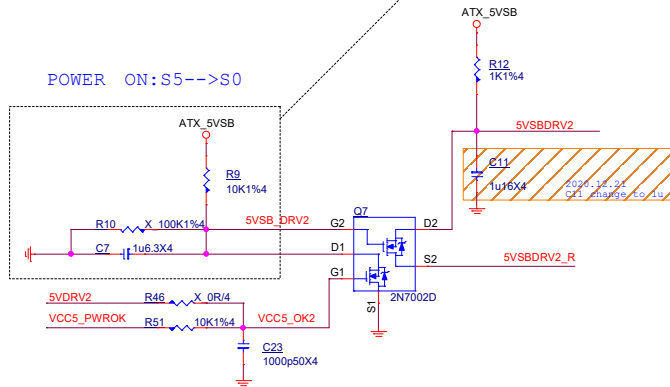 ATX_5VSB
R12
1K1%4
POWER ON:S5-->S0
ATX_5VSB
5VSBDRV2
C11
1u16X4
2020.12.21
C11 change to 1u
R9
10K1%4
R10
X_100K1%4
5VSB_DRV2
Q7
G2
D2
C7
1u6.3X4
D1
G1
S2
5VSBDRV2_R
S1
2N7002D
5VDRV2
R46
X_0R/4
VCC5_PWROK
R51
10K1%4
VCC5_OK2
C23
1000p50X4